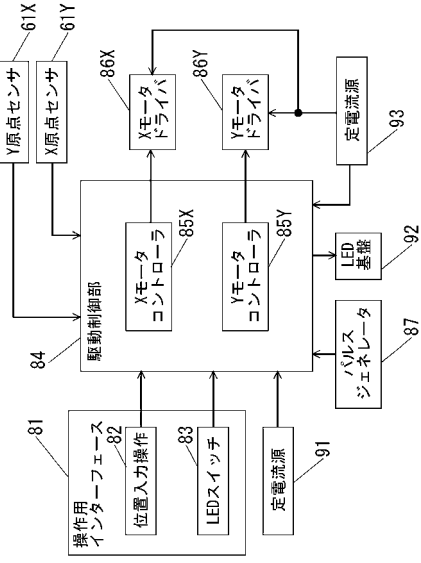 81
操作用
インターフェース
82
位置入力操作
83
LEDスイッチ
定電流源
91
84
駆動制御部
Xモータ
コントローラ
85X
Yモータ
コントローラ
85Y
Y原点センサ
61X
X原点センサ
61Y
86X
Xモータ
ドライバ
86Y
Yモータ
ドライバ
定電流源
93
LED
基盤
92
パルス
ジェネレータ
87